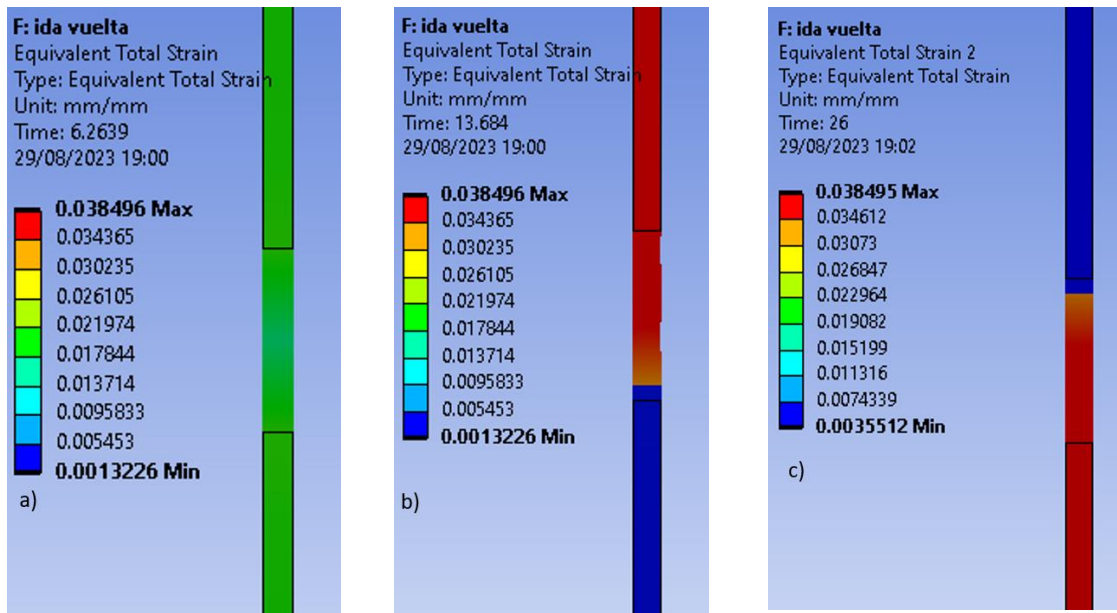 F: ida vuelta
Equivalent Total Strain
Type: Equivalent Total Strain
Unit: mm/mm
Time: 6.2639
29/08/2023 19:00
0.038496 Max
0.034365
0.030235
0.026105
0.021974
0.017844
0.013714
0.0095833
0.005453
0.0013226 Min
a)
F: ida vuelta
Equivalent Total Strain
Type: Equivalent Total Strain
Unit: mm/mm
Time: 13.684
29/08/2023 19:00
0.038496 Max
0.034365
0.030235
0.026105
0.021974
0.017844
0.013714
0.0095833
0.005453
0.0013226 Min
b)
F: ida vuelta
Equivalent Total Strain 2
Type: Equivalent Total Strain
Unit: mm/mm
Time: 26
29/08/2023 19:02
0.038495 Max
0.034612
0.03073
0.026847
0.022964
0.019082
0.015199
0.011316
0.0074339
0.0035512 Min
c)